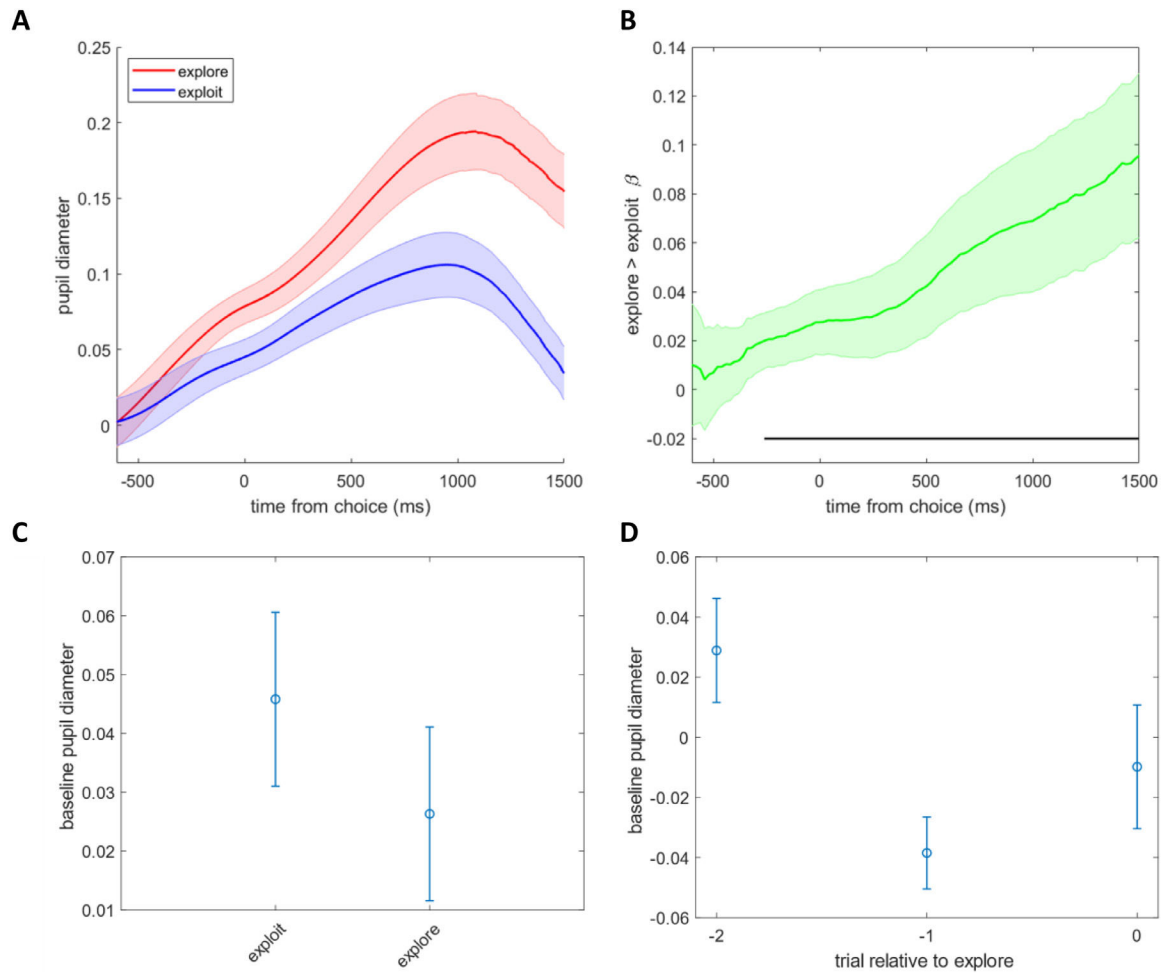 A
pupil diameter
0.25
0.2
0.15
0.1
0.05
0
explore
exploit
-500 0 500 1000 1500
time from choice (ms)
B
explore > exploit β
0.14
0.12
0.1
0.08
0.06
0.04
0.02
0
-0.02
-500 0 500 1000 1500
time from choice (ms)
C
baseline pupil diameter
0.07
0.06
0.05
0.04
0.03
0.02
0.01
exploit explore
D
baseline pupil diameter
0.06
0.04
0.02
0
-0.02
-0.04
-0.06
-2 -1 0
trial relative to explore